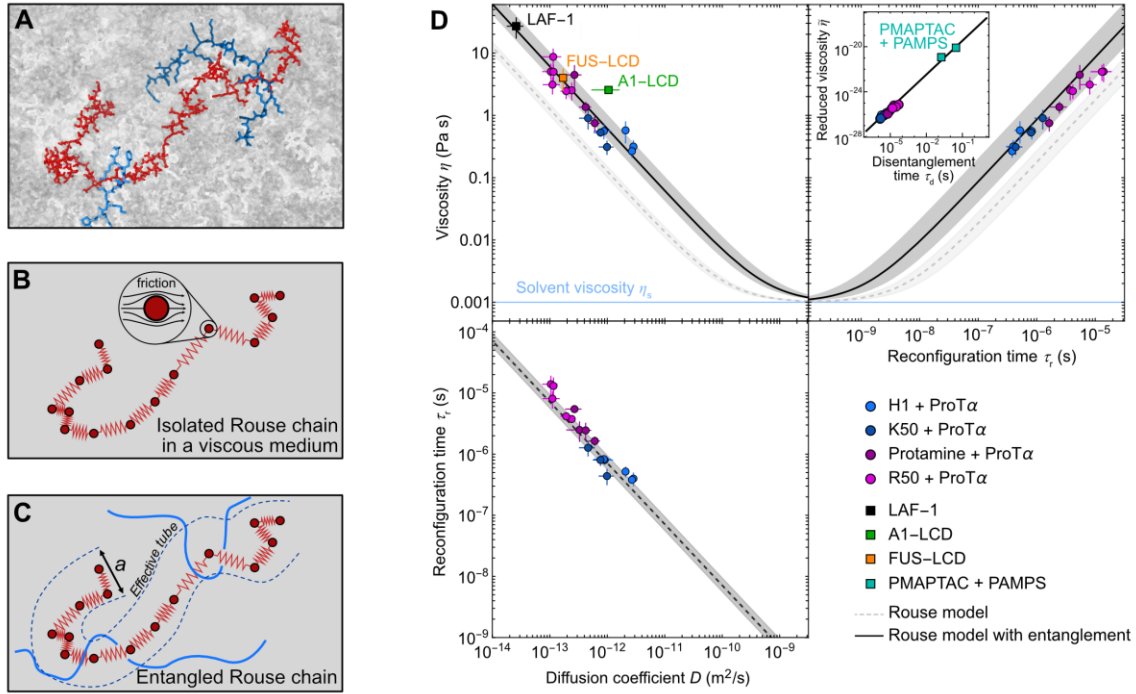 A
B
friction
Isolated Rouse chain
in a viscous medium
C
a
Effective tube
Entangled Rouse chain
D
Viscosity η (Pa s)
10
1
0.1
0.01
0.001
LAF−1
FUS−LCD
A1−LCD
Solvent viscosity ηs
Reduced viscosity η̄
10−20
10−24
10−26
PMAPTAC
+ PAMPS
10−5
10−2
10
Disentanglement
time τd (s)
10−9
10−8
10−7
10−6
10−5
Reconfiguration time τr (s)
Reconfiguration time τr (s)
10−4
10−5
10−6
10−7
10−8
10−9
10−14
10−13
10−12
10−11
10−10
10−9
Diffusion coefficient D (m2/s)
H1 + ProTα
K50 + ProTα
Protamine + ProTα
R50 + ProTα
LAF−1
A1−LCD
FUS−LCD
PMAPTAC + PAMPS
Rouse model
Rouse model with entanglement